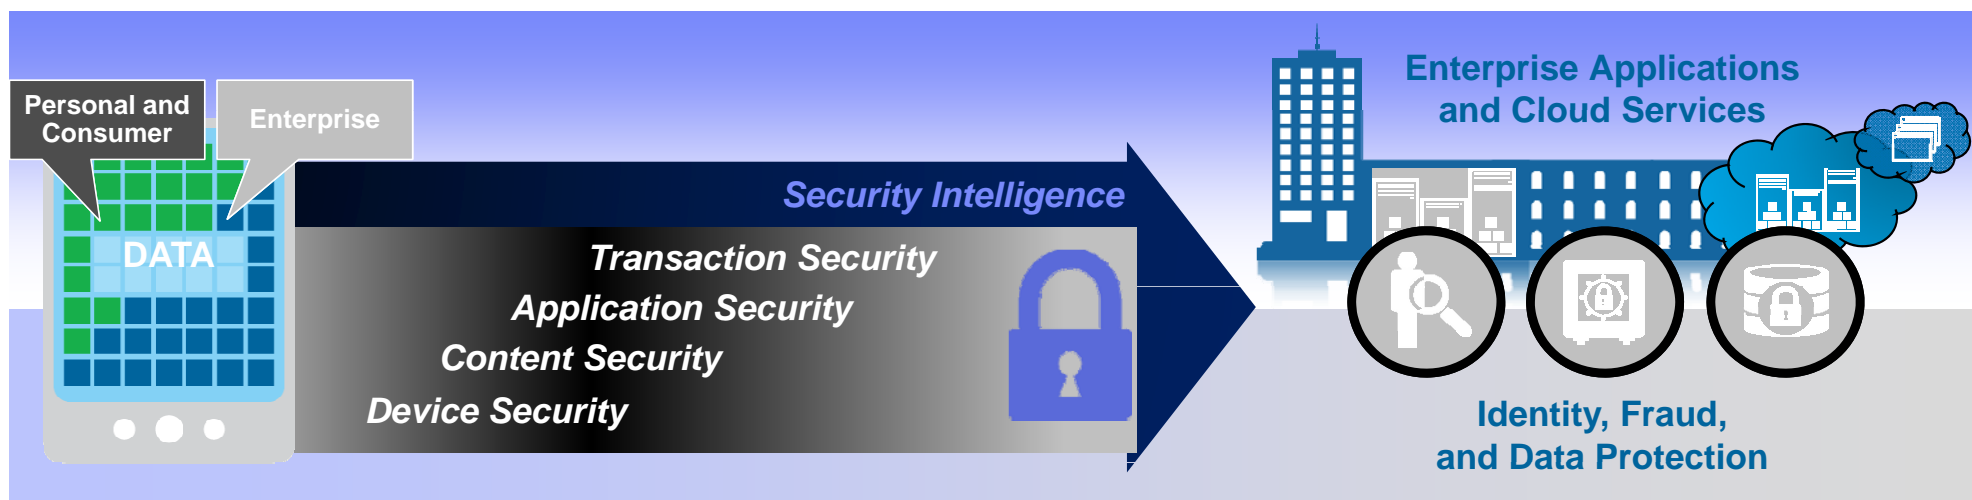 Personal and
Consumer
Enterprise
DATA
Security Intelligence
Transaction Security
Application Security
Content Security
Device Security
Enterprise Applications
and Cloud Services
Identity, Fraud,
and Data Protection